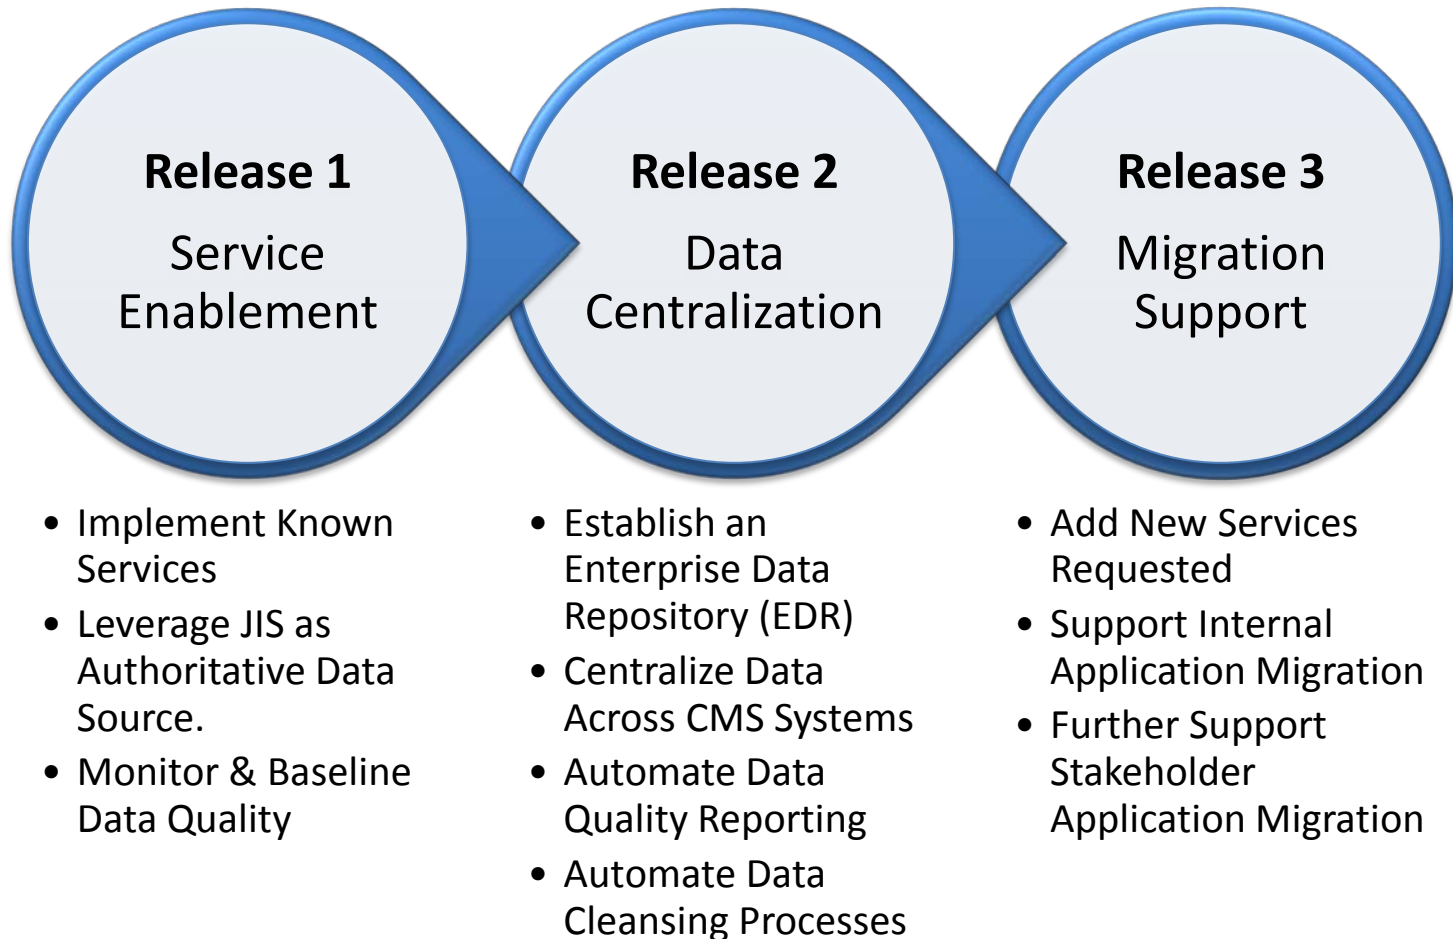 Release 1
Service
Enablement
• Implement Known
Services
• Leverage JIS as
Authoritative Data
Source.
• Monitor & Baseline
Data Quality
Release 2
Data
Centralization
• Establish an
Enterprise Data
Repository (EDR)
• Centralize Data
Across CMS Systems
• Automate Data
Quality Reporting
• Automate Data
Cleansing Processes
Release 3
Migration
Support
• Add New Services
Requested
• Support Internal
Application Migration
• Further Support
Stakeholder
Application Migration